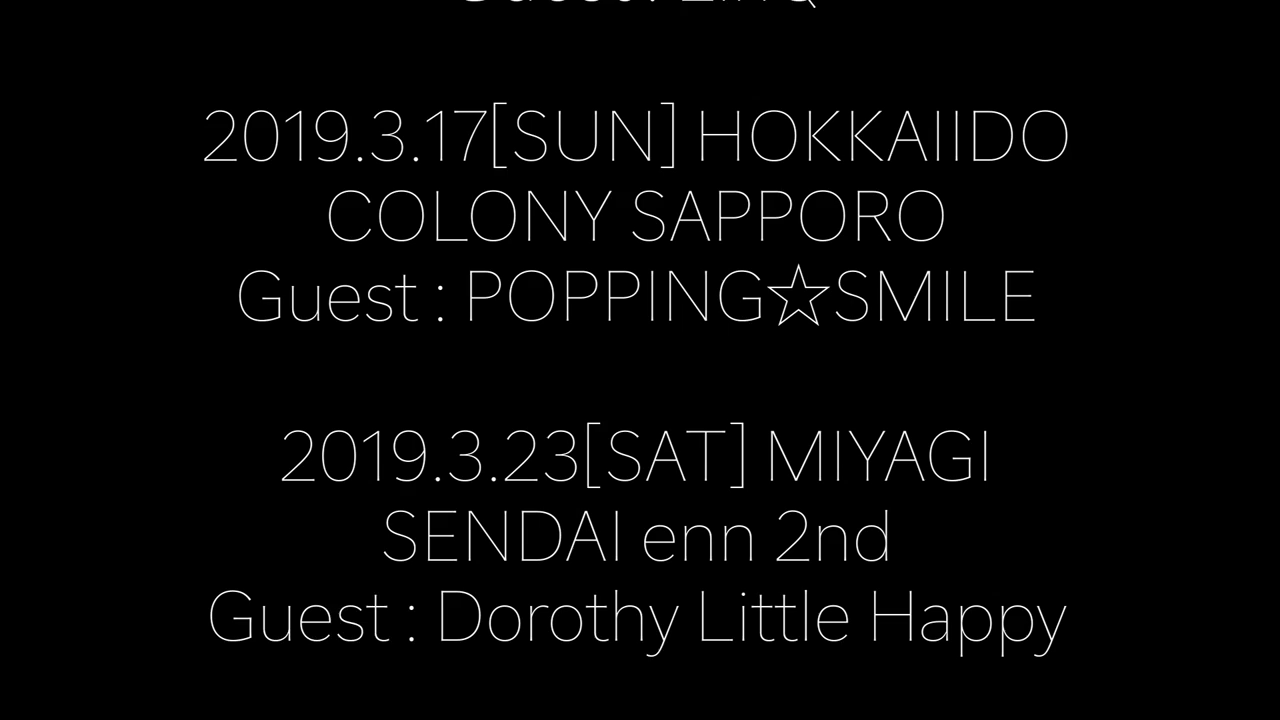 2019.3.17[SUN] HOKKAIIDO
COLONY SAPPORO
Guest : POPPING☆SMILE
2019.3.23[SAT] MIYAGI
SENDAI enn 2nd
Guest : Dorothy Little Happy